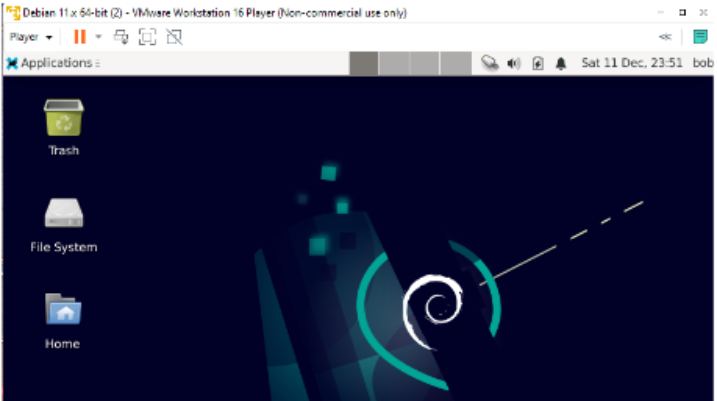 Debian 11.x 64-bit (2) - VMware Workstation 16 Player (Non-commercial use only)
Player
Applications Sat 11 Dec, 23:51 bob
Trash
File System
Home